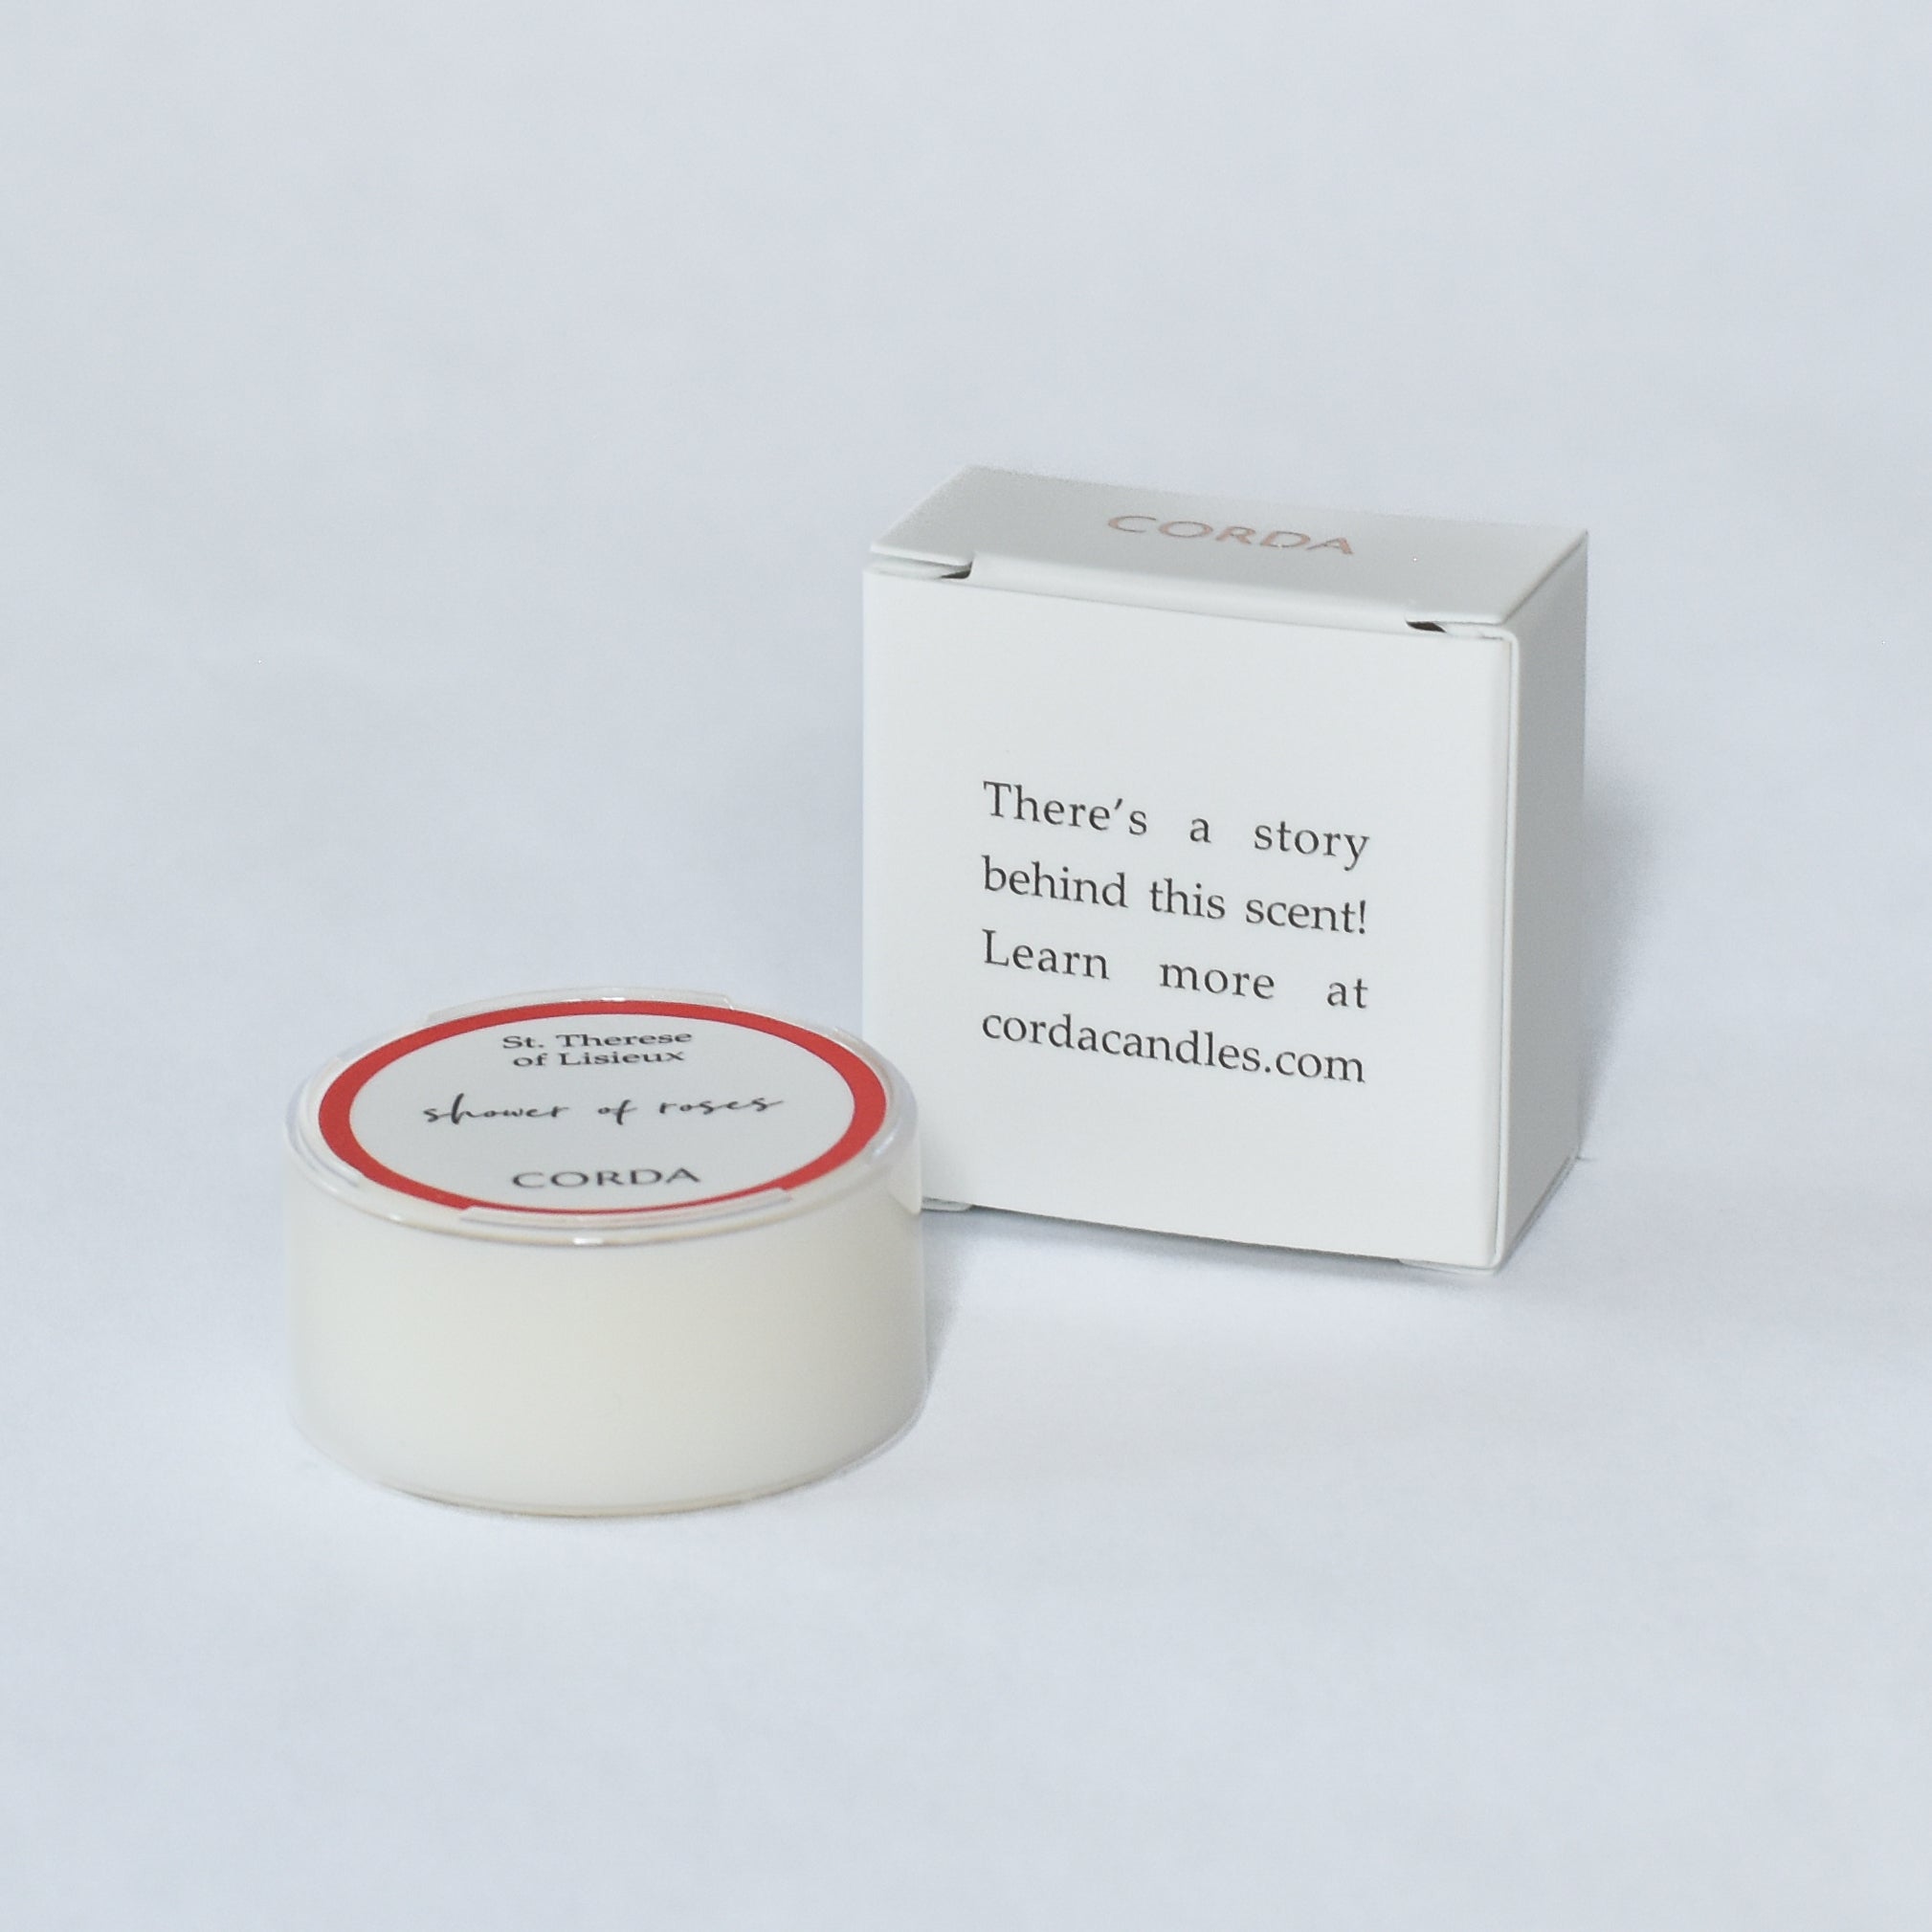 CORDA
There's a story
behind this scent!
Learn more at
cordacandles.com
St. Therese
of Lisieux
shower of roses
CORDA